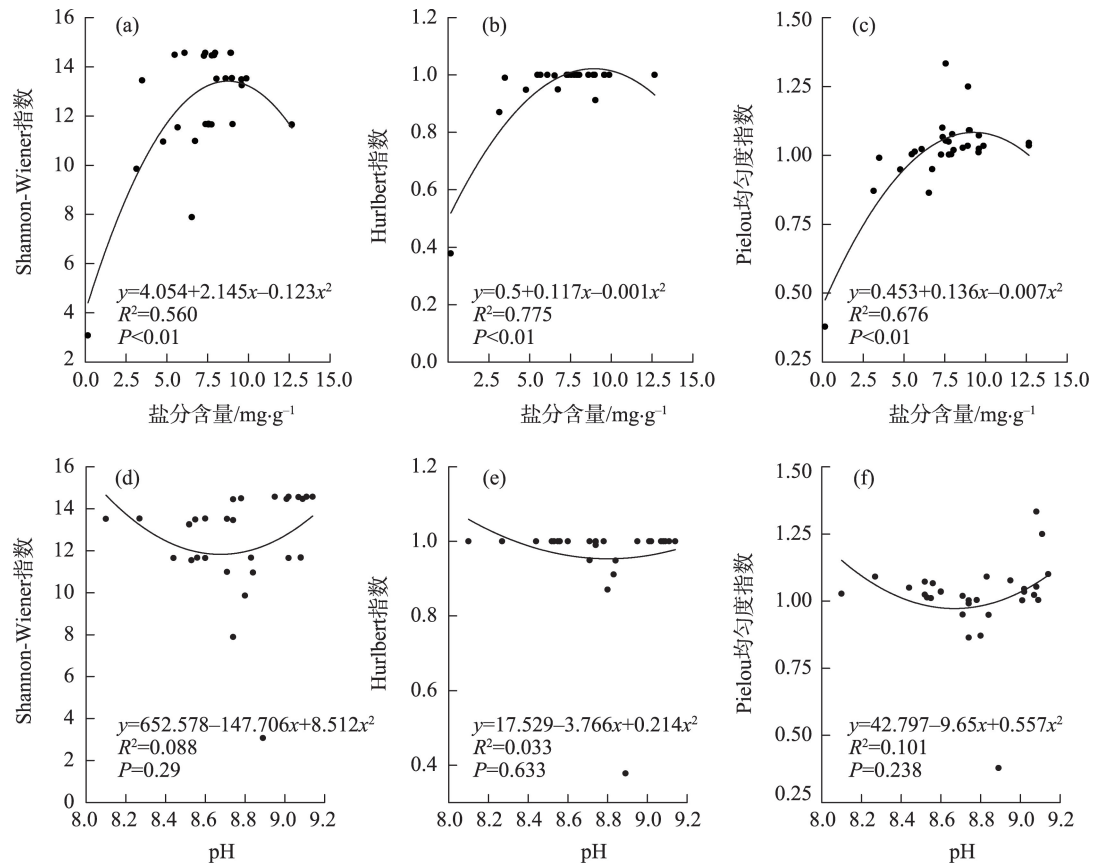 (a)
16
14
12
10
8
6
4
2
Shannon-Wiener指数
y=4.054+2.145x–0.123x²
R²=0.560
P<0.01
0.0 2.5 5.0 7.5 10.0 12.5 15.0
盐分含量/mg·g⁻¹
(b)
1.2
1.0
0.8
0.6
0.4
0.2
0.0
Hurlbert指数
y=0.5+0.117x–0.001x²
R²=0.775
P<0.01
2.5 5.0 7.5 10.0 12.5 15.0
盐分含量/mg·g⁻¹
(c)
1.50
1.25
1.00
0.75
0.50
0.25
Pielou均匀度指数
y=0.453+0.136x–0.007x²
R²=0.676
P<0.01
0.0 2.5 5.0 7.5 10.0 12.5 15.0
盐分含量/mg·g⁻¹
(d)
16
14
12
10
8
6
4
2
0
Shannon-Wiener指数
y=652.578–147.706x+8.512x²
R²=0.088
P=0.29
8.0 8.2 8.4 8.6 8.8 9.0 9.2
pH
(e)
1.2
1.0
0.8
0.6
0.4
Hurlbert指数
y=17.529–3.766x+0.214x²
R²=0.033
P=0.633
8.0 8.2 8.4 8.6 8.8 9.0 9.2
pH
(f)
1.50
1.25
1.00
0.75
0.50
0.25
Pielou均匀度指数
y=42.797–9.65x+0.557x²
R²=0.101
P=0.238
8.0 8.2 8.4 8.6 8.8 9.0 9.2
pH